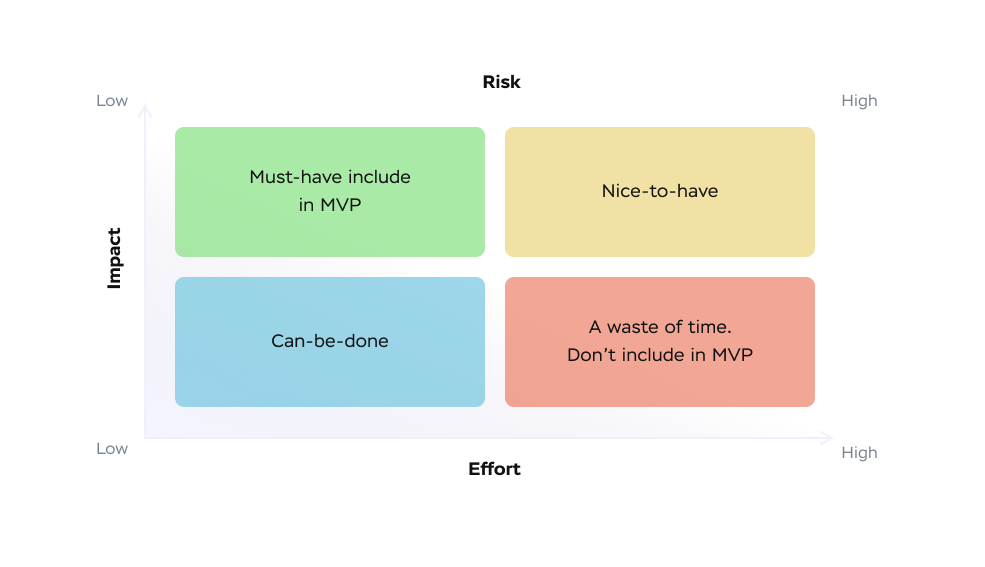 Risk
Low
High
Must-have include
in MVP
Nice-to-have
Impact
Can-be-done
A waste of time.
Don’t include in MVP
Low
High
Effort